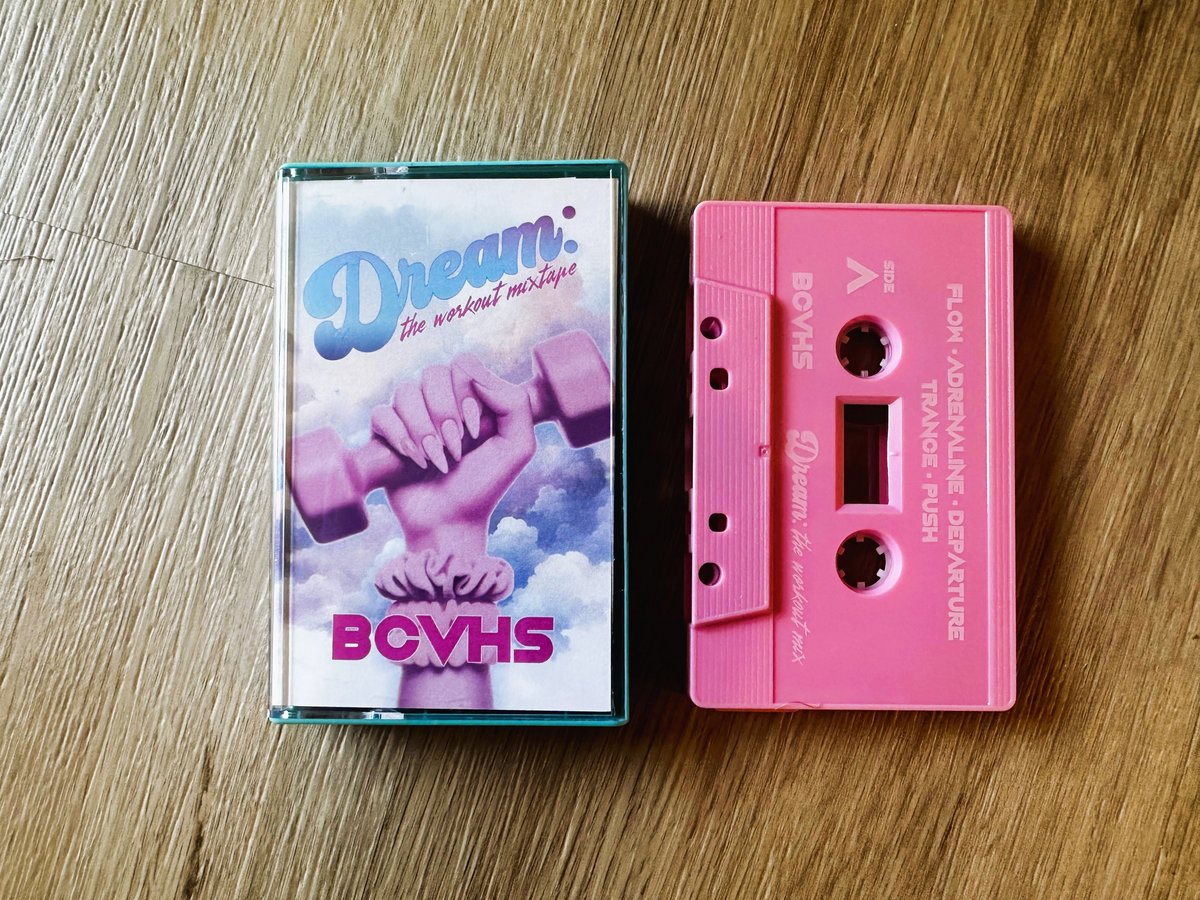 Dream:
the workout mixtape
BCVHS
SIDE
A
BCVHS
Dream: the workout mix
FLOW · ADRENALINE · DEPARTURE
TRANCE · PUSH